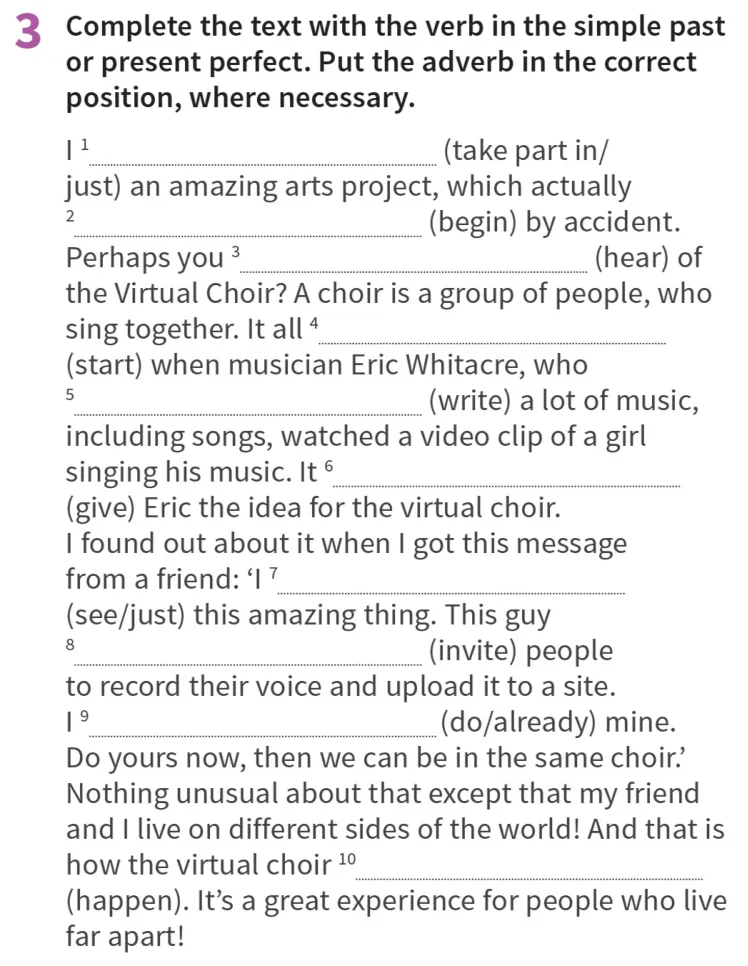 3 Complete the text with the verb in the simple past
or present perfect. Put the adverb in the correct
position, where necessary.
I 1 (take part in/
just) an amazing arts project, which actually
2 (begin) by accident.
Perhaps you 3 (hear) of
the Virtual Choir? A choir is a group of people, who
sing together. It all 4
(start) when musician Eric Whitacre, who
5 (write) a lot of music,
including songs, watched a video clip of a girl
singing his music. It 6
(give) Eric the idea for the virtual choir.
I found out about it when I got this message
from a friend: ‘I 7
(see/just) this amazing thing. This guy
8 (invite) people
to record their voice and upload it to a site.
I 9 (do/already) mine.
Do yours now, then we can be in the same choir.’
Nothing unusual about that except that my friend
and I live on different sides of the world! And that is
how the virtual choir 10
(happen). It’s a great experience for people who live
far apart!